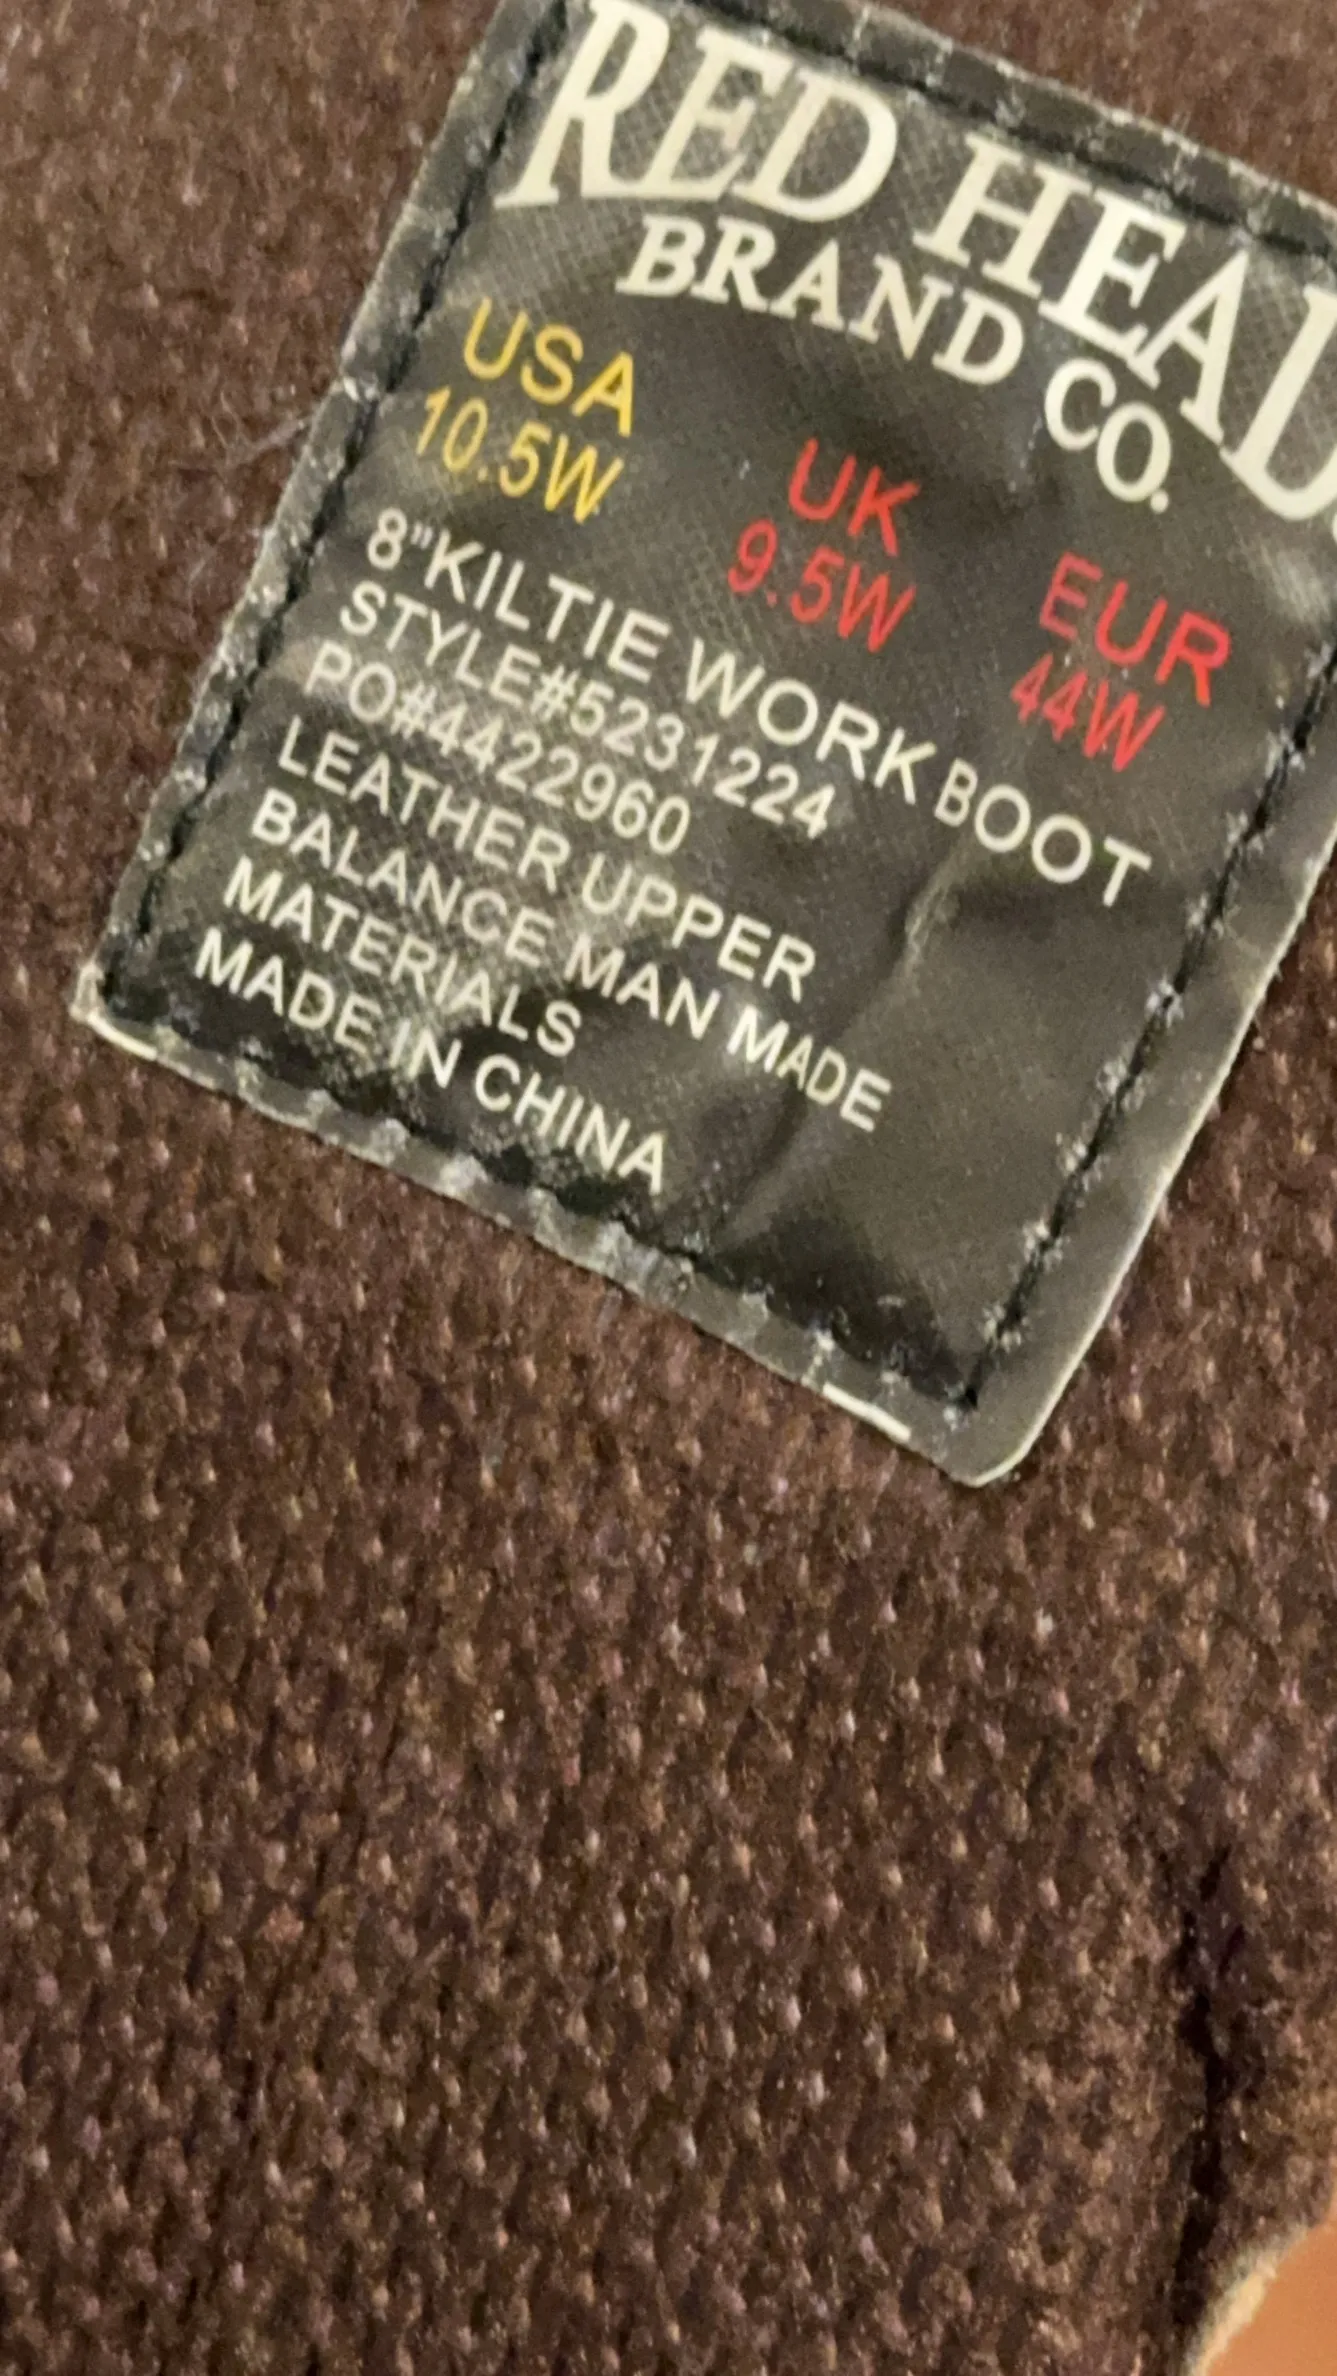 RED HEAD
BRAND CO.
USA UK EUR
10.5W 9.5W 44W
8"KILTIE WORK BOOT
STYLE#5231224
PO#4422960
LEATHER UPPER
BALANCE MAN MADE
MATERIALS
MADE IN CHINA